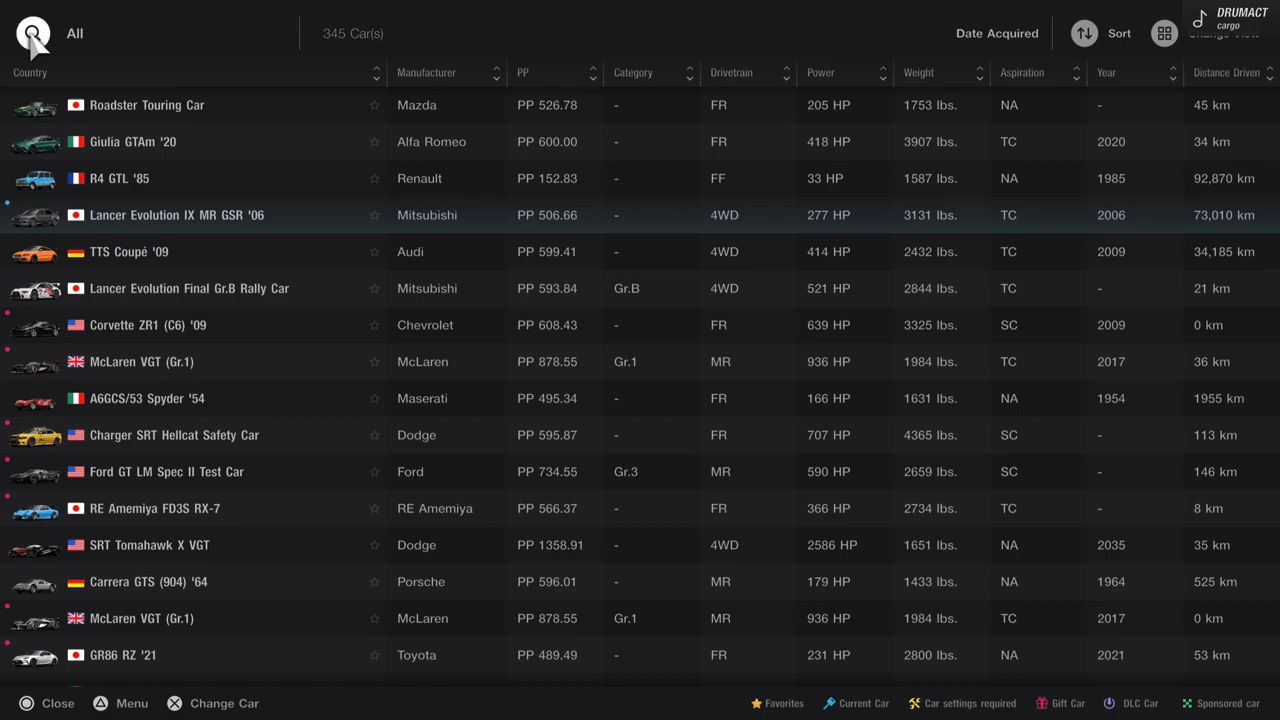 All
345 Car(s)
Date Acquired
Sort
DRUMACT
cargo
Country Manufacturer PP Category Drivetrain Power Weight Aspiration Year Distance Driven
Roadster Touring Car Mazda PP 526.78 - FR 205 HP 1753 lbs. NA - 45 km
Giulia GTAm '20 Alfa Romeo PP 600.00 - FR 418 HP 3907 lbs. TC 2020 34 km
R4 GTL '85 Renault PP 152.83 - FF 33 HP 1587 lbs. NA 1985 92,870 km
Lancer Evolution IX MR GSR '06 Mitsubishi PP 506.66 - 4WD 277 HP 3131 lbs. TC 2006 73,010 km
TTS Coupé '09 Audi PP 599.41 - 4WD 414 HP 2432 lbs. TC 2009 34,185 km
Lancer Evolution Final Gr.B Rally Car Mitsubishi PP 593.84 Gr.B 4WD 521 HP 2844 lbs. TC - 21 km
Corvette ZR1 (C6) '09 Chevrolet PP 608.43 - FR 639 HP 3325 lbs. SC 2009 0 km
McLaren VGT (Gr.1) McLaren PP 878.55 Gr.1 MR 936 HP 1984 lbs. TC 2017 36 km
A6GCS/53 Spyder '54 Maserati PP 495.34 - FR 166 HP 1631 lbs. NA 1954 1955 km
Charger SRT Hellcat Safety Car Dodge PP 595.87 - FR 707 HP 4365 lbs. SC - 113 km
Ford GT LM Spec II Test Car Ford PP 734.55 Gr.3 MR 590 HP 2659 lbs. SC - 146 km
RE Amemiya FD3S RX-7 RE Amemiya PP 566.37 - FR 366 HP 2734 lbs. TC - 8 km
SRT Tomahawk X VGT Dodge PP 1358.91 - 4WD 2586 HP 1651 lbs. NA 2035 35 km
Carrera GTS (904) '64 Porsche PP 596.01 - MR 179 HP 1433 lbs. NA 1964 525 km
McLaren VGT (Gr.1) McLaren PP 878.55 Gr.1 MR 936 HP 1984 lbs. TC 2017 0 km
GR86 RZ '21 Toyota PP 489.49 - FR 231 HP 2800 lbs. NA 2021 53 km
Close Menu Change Car Favorites Current Car Car settings required Gift Car DLC Car Sponsored car